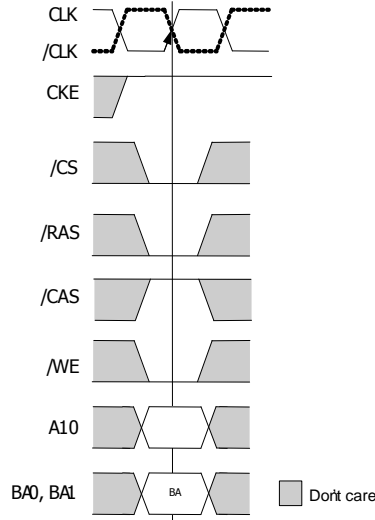 CLK
/CLK
CKE
/CS
/RAS
/CAS
/WE
A10
BA0, BA1
BA
Don't care